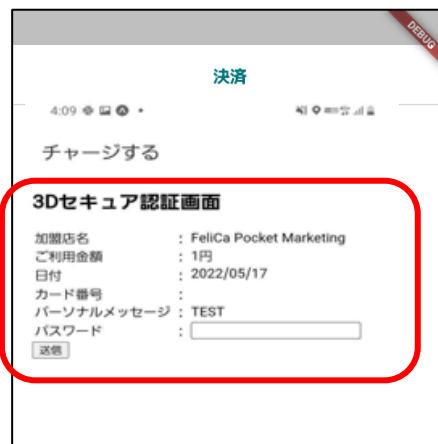 DEBUG
決済
4:09
チャージする
3Dセキュア認証画面
加盟店名 : FeliCa Pocket Marketing
ご利用金額 : 1円
日付 : 2022/05/17
カード番号 :
パーソナルメッセージ : TEST
パスワード :
送信